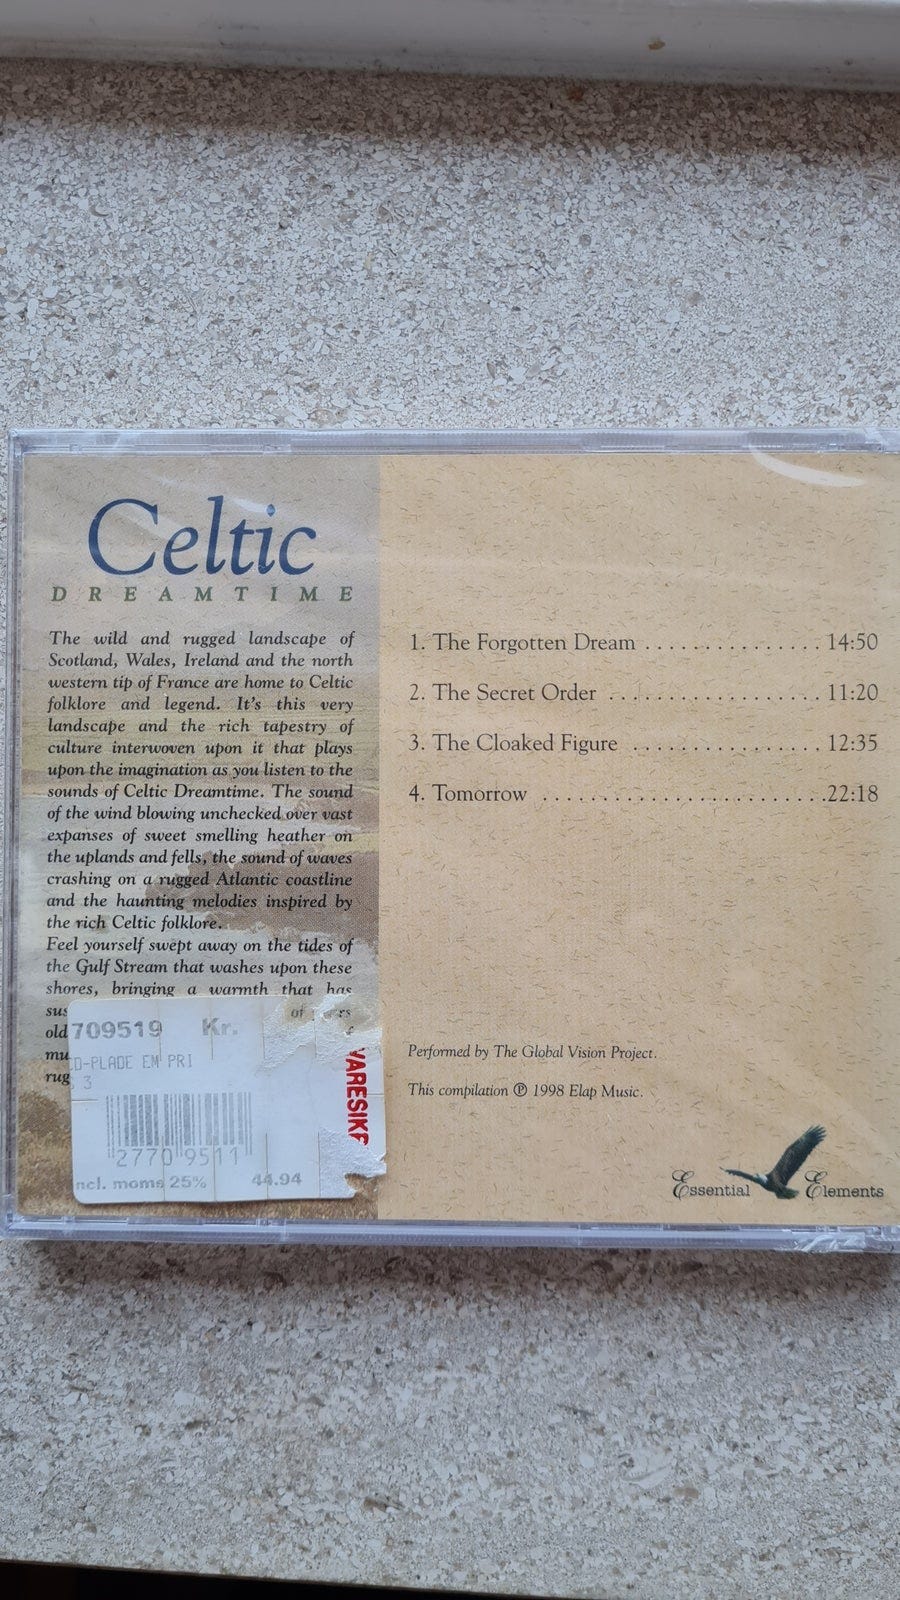 Celtic
DREAMTIME
The wild and rugged landscape of
Scotland, Wales, Ireland and the north
western tip of France are home to Celtic
folklore and legend. It's this very
landscape and the rich tapestry of
culture interwoven upon it that plays
upon the imagination as you listen to the
sounds of Celtic Dreamtime. The sound
of the wind blowing unchecked over vast
expanses of sweet smelling heather on
the uplands and fells, the sound of waves
crashing on a rugged Atlantic coastline
and the haunting melodies inspired by
the rich Celtic folklore.
Feel yourself swept away on the tides of
the Gulf Stream that washes upon these
shores, bringing a warmth that has
sus of
old
mu
rug
709519 Kr.
CD-PLADE EM PRI
3
2770 9511
ncl. moms 25% 44.94
VARESIK
1. The Forgotten Dream ............... 14:50
2. The Secret Order .................... 11:20
3. The Cloaked Figure .................. 12:35
4. Tomorrow ........................... 22:18
Performed by The Global Vision Project.
This compilation ℗ 1998 Elap Music.
Essential Elements